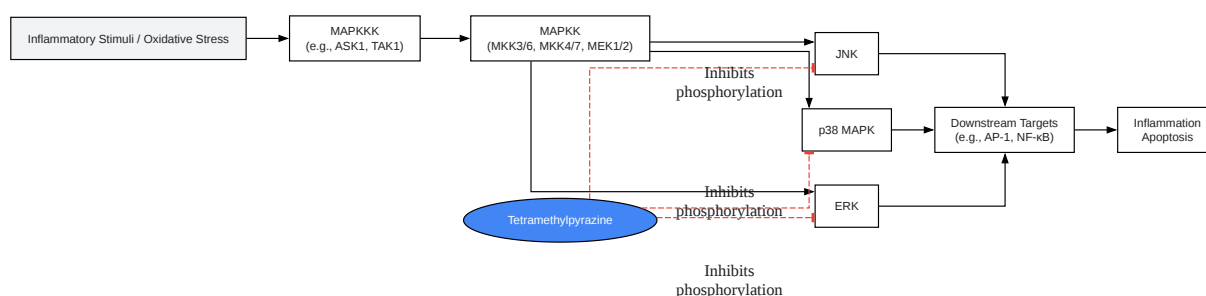 Inflammatory Stimuli / Oxidative Stress
MAPKKK
(e.g., ASK1, TAK1)
MAPKK
(MKK3/6, MKK4/7, MEK1/2)
JNK
Inhibits
phosphorylation
p38 MAPK
Downstream Targets
(e.g., AP-1, NF-κB)
Inflammation
Apoptosis
Inhibits
phosphorylation
ERK
Tetramethylpyrazine
Inhibits
phosphorylation